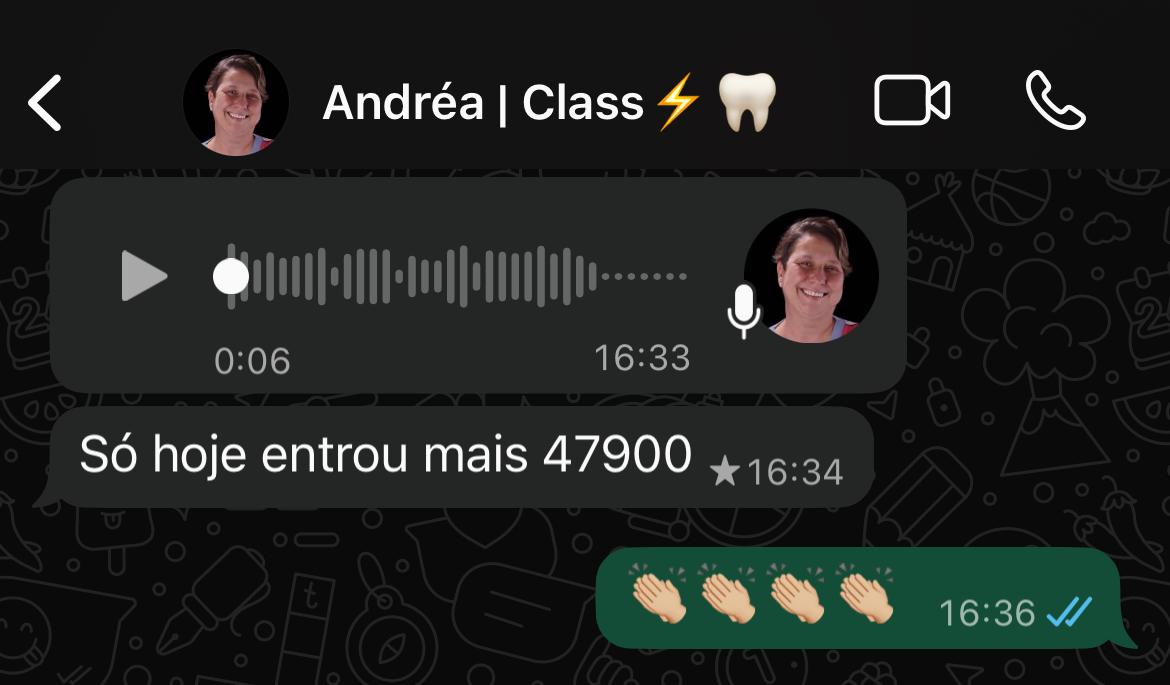 Andréa | Class⚡🦷
0:06
16:33
Só hoje entrou mais 47900
★16:34
👏🏼👏🏼👏🏼👏🏼
16:36